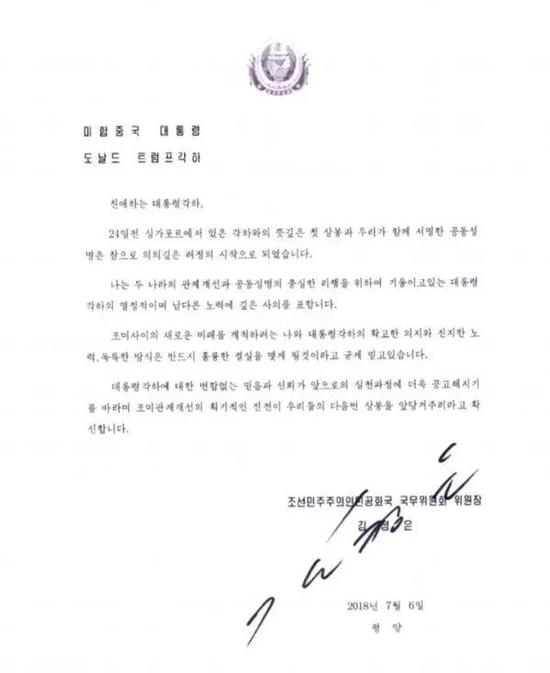 미합중국 대통령
도날드 트럼프각하
친애하는 대통령각하,
24일전 싱가포르에서 있은 각하와의 뜻깊은 첫 상봉과 우리가 함께 서명한 공동성
명은 참으로 의의깊은 려정의 시작으로 되였습니다.
나는 두 나라의 관계개선과 공동성명의 충실한 리행을 위하여 기울이고있는 대통령
각하의 열정적이며 남다른 노력에 깊은 사의를 표합니다.
조미사이의 새로운 미래를 개척하려는 나와 대통령각하의 확고한 의지와 진지한 노
력,독특한 방식은 반드시 훌륭한 결실을 맺게 될것이라고 굳게 믿고있습니다.
대통령각하에 대한 변함없는 믿음과 신뢰가 앞으로의 실천과정에 더욱 공고해지기
를 바라며 조미관계개선의 획기적인 진전이 우리들의 다음번 상봉을 앞당겨주리라고 확
신합니다.
조선민주주의인민공화국 국무위원회 위원장
김 정 은
2018년 7월 6일
평 양